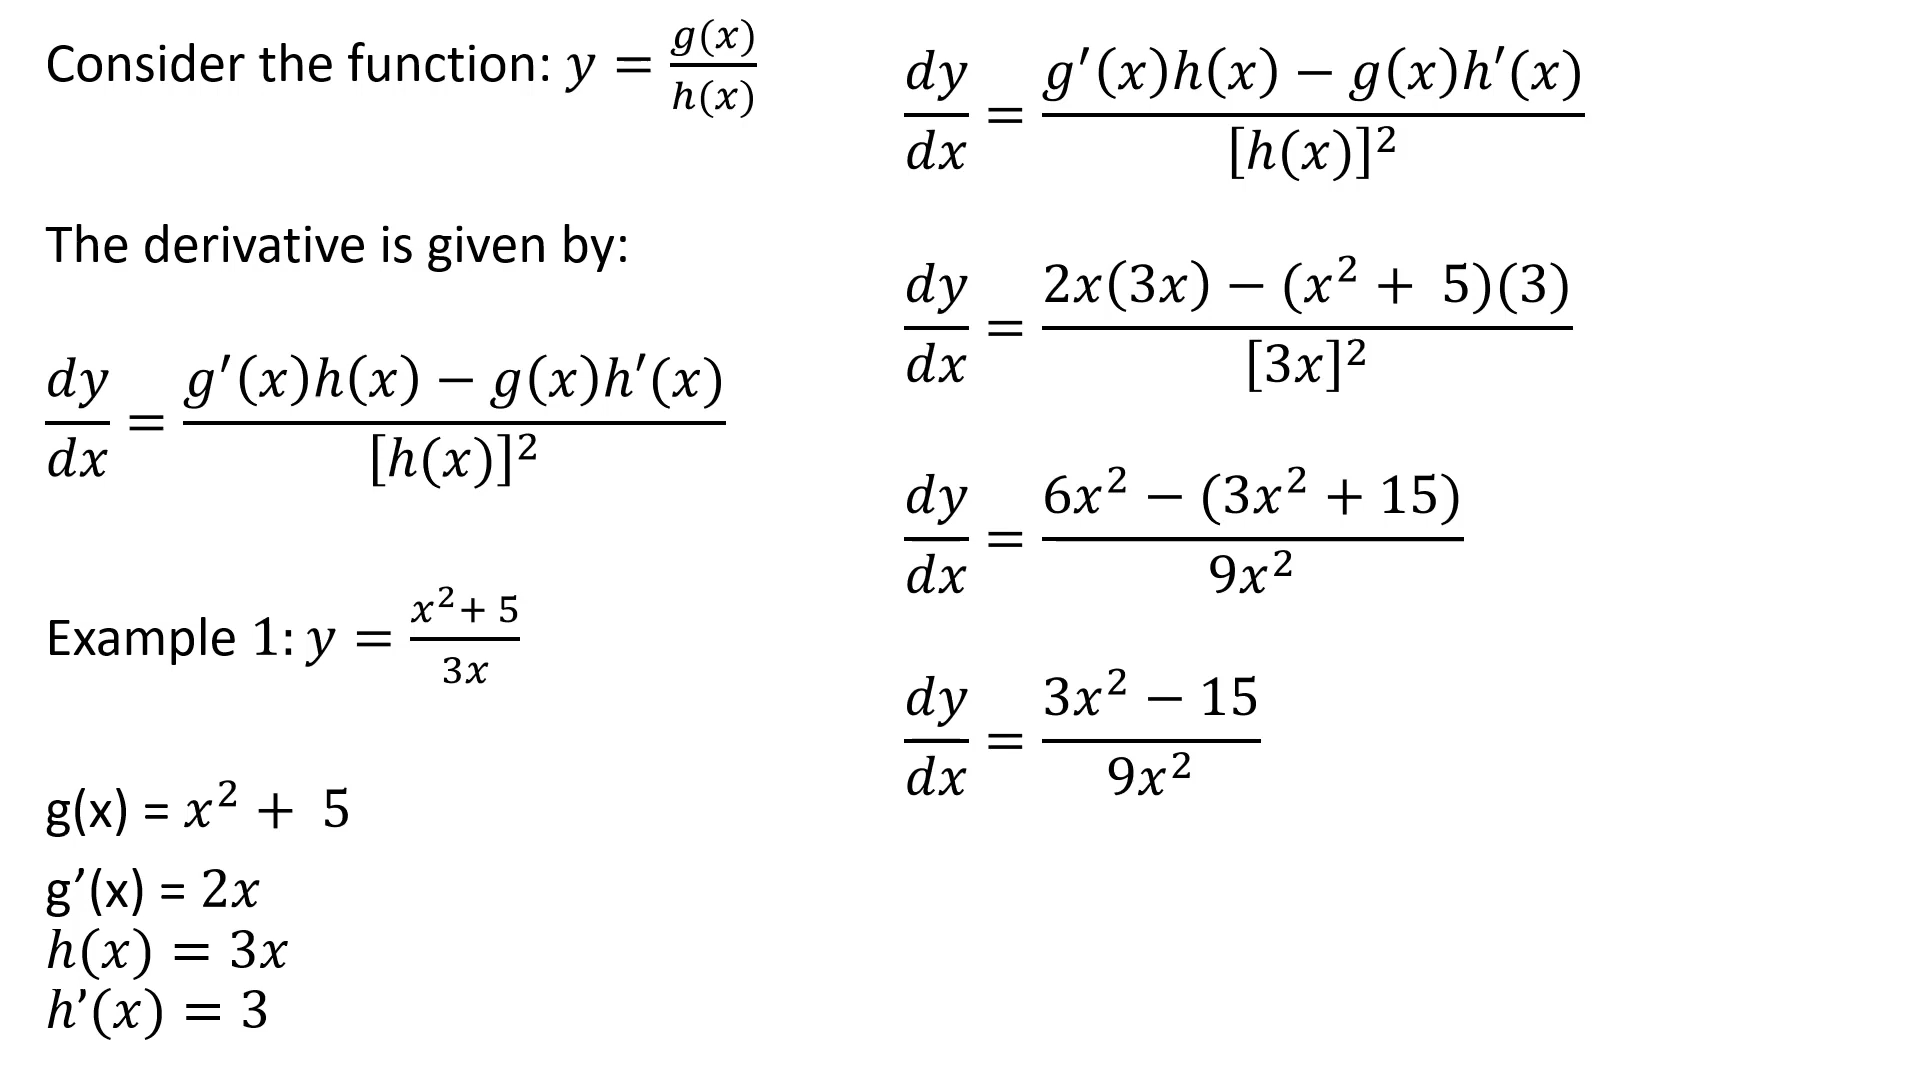 Consider the function: y = g(x)/h(x)
The derivative is given by:
dy/dx = g′(x)h(x) − g(x)h′(x)/[h(x)]²
Example 1: y = x²+ 5/3x
g(x) = x² + 5
g’(x) = 2x
h(x) = 3x
h’(x) = 3
dy/dx = g′(x)h(x) − g(x)h′(x)/[h(x)]²
dy/dx = 2x(3x) − (x² + 5)(3)/[3x]²
dy/dx = 6x² − (3x² + 15)/9x²
dy/dx = 3x² − 15/9x²